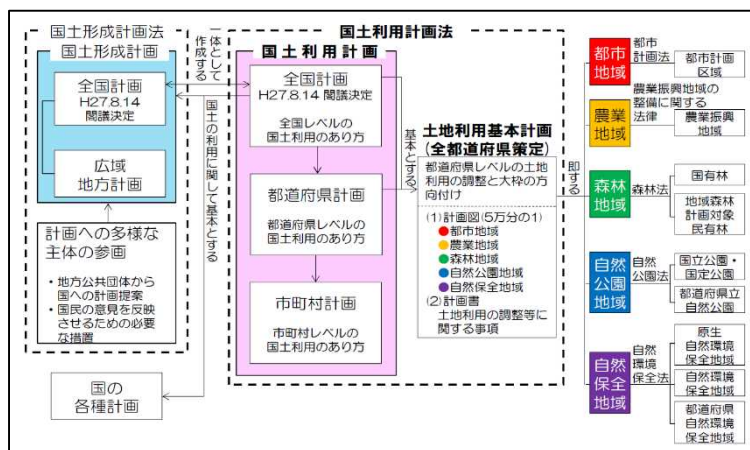 国土形成計画法
国土形成計画
全国計画
H27.8.14
閣議決定
広域
地方計画
計画への多様な
主体の参画
・地方公共団体から
国への計画提案
・国民の意見を反映
させるための必要
な措置
国の
各種計画
一体として
作成する
国土の利用に関して基本とする
国土利用計画法
国土利用計画
全国計画
H27.8.14
閣議決定
全国レベルの
国土利用のあり方
都道府県計画
都道府県レベルの
国土利用のあり方
市町村計画
市町村レベルの
国土利用のあり方
基本とする
土地利用基本計画
(全都道府県策定)
都道府県レベルの土地
利用の調整と大枠の方
向付け
(1)計画図(5万分の1)
●都市地域
●農業地域
●森林地域
●自然公園地域
●自然保全地域
(2)計画書
土地利用の調整等に
関する事項
即する
都市
地域
都市
計画法
都市計画
区域
農業
地域
農業振興地域の
整備に関する
法律
農業振興
地域
森林
地域
森林法
国有林
地域森林
計画対象
民有林
自然
公園
地域
自然
公園法
国立公園・
国定公園
都道府県立
自然公園
自然
保全
地域
自然
環境
保全法
原生
自然環境
保全地域
自然環境
保全地域
都道府県
自然環境
保全地域